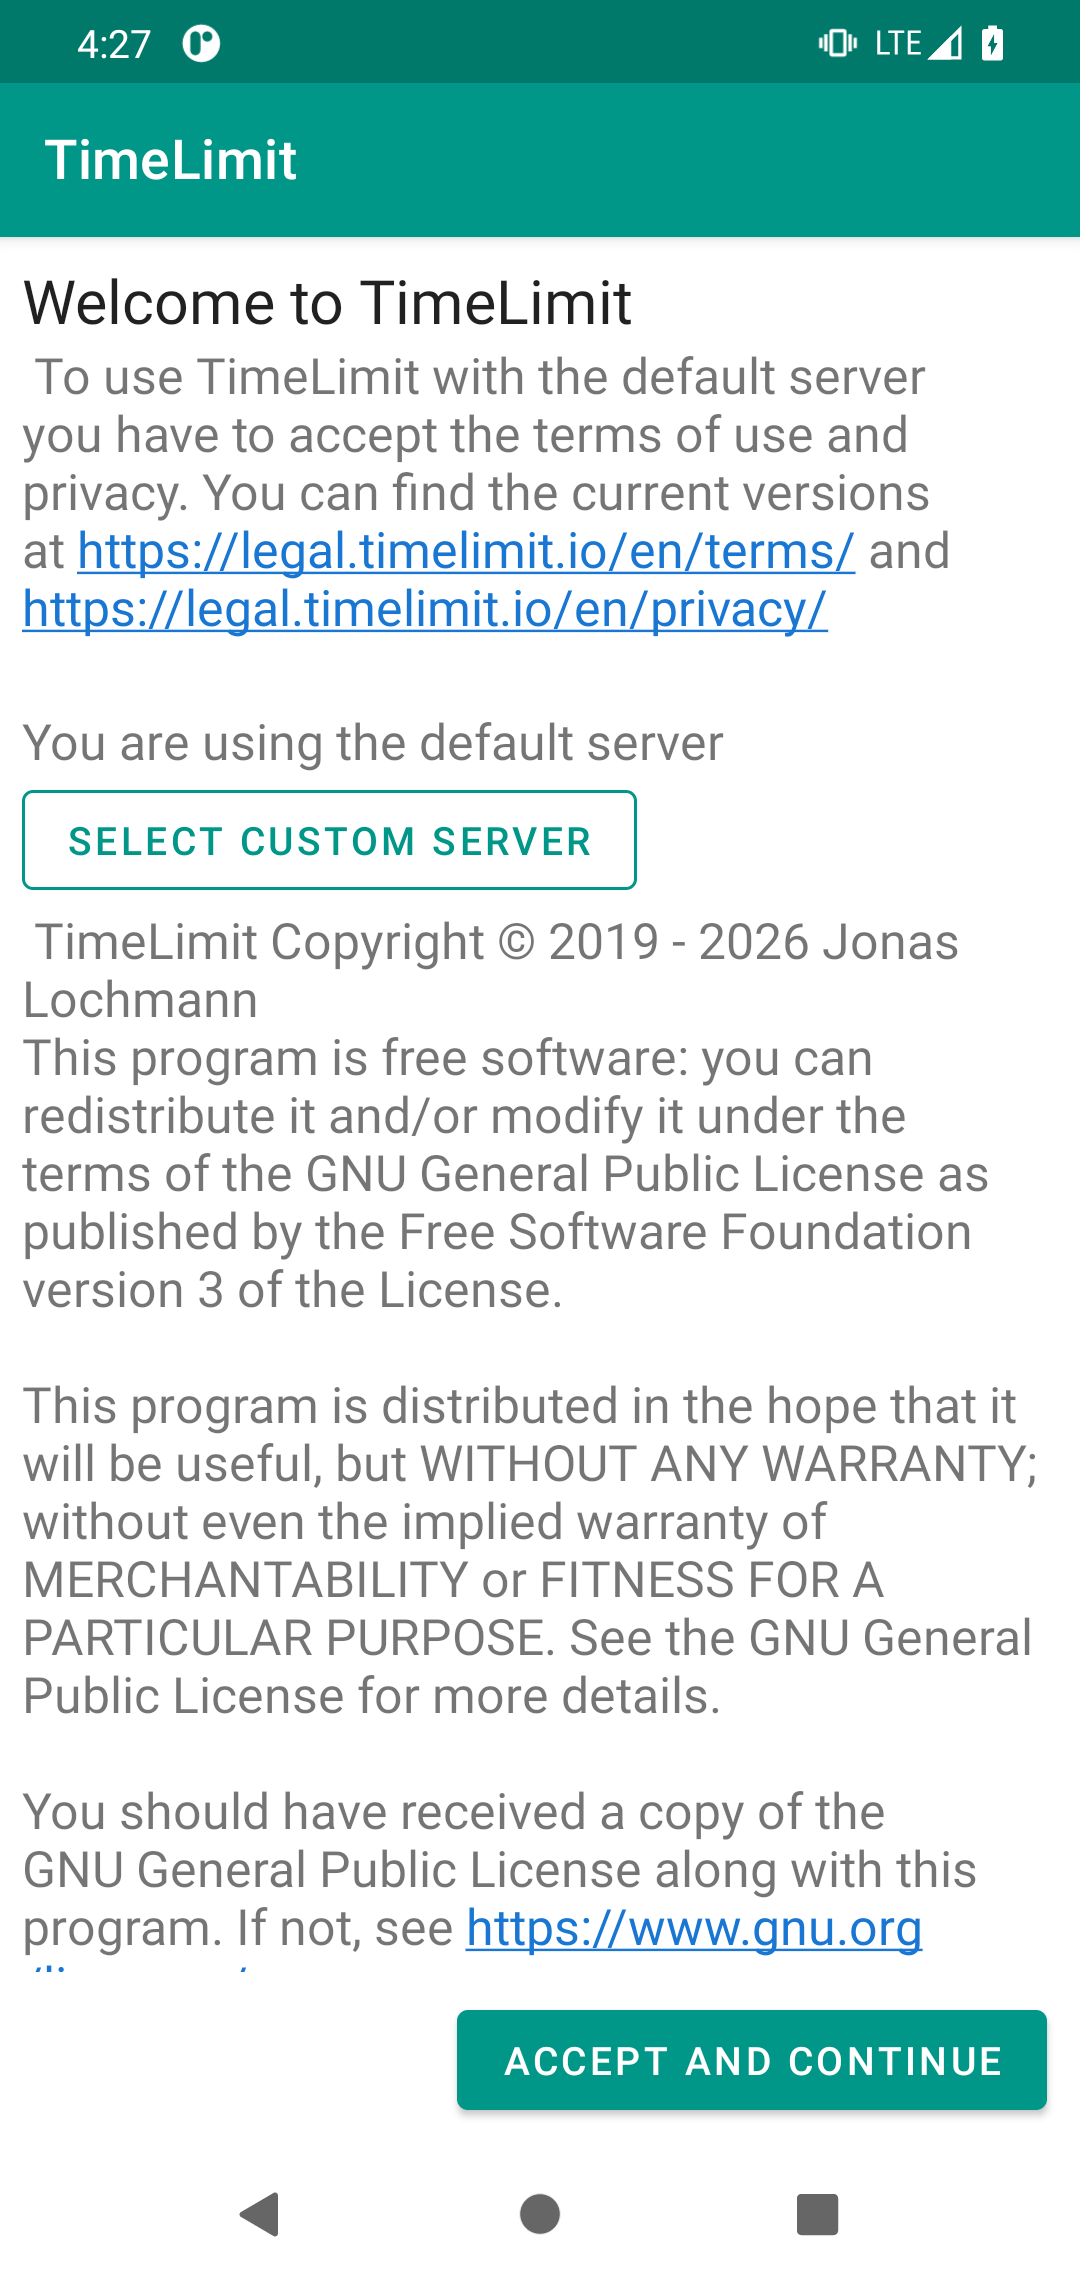 4:27
LTE
TimeLimit
Welcome to TimeLimit
To use TimeLimit with the default server
you have to accept the terms of use and
privacy. You can find the current versions
at https://legal.timelimit.io/en/terms/ and
https://legal.timelimit.io/en/privacy/
You are using the default server
SELECT CUSTOM SERVER
TimeLimit Copyright © 2019 - 2026 Jonas
Lochmann
This program is free software: you can
redistribute it and/or modify it under the
terms of the GNU General Public License as
published by the Free Software Foundation
version 3 of the License.
This program is distributed in the hope that it
will be useful, but WITHOUT ANY WARRANTY;
without even the implied warranty of
MERCHANTABILITY or FITNESS FOR A
PARTICULAR PURPOSE. See the GNU General
Public License for more details.
You should have received a copy of the
GNU General Public License along with this
program. If not, see https://www.gnu.org
ACCEPT AND CONTINUE